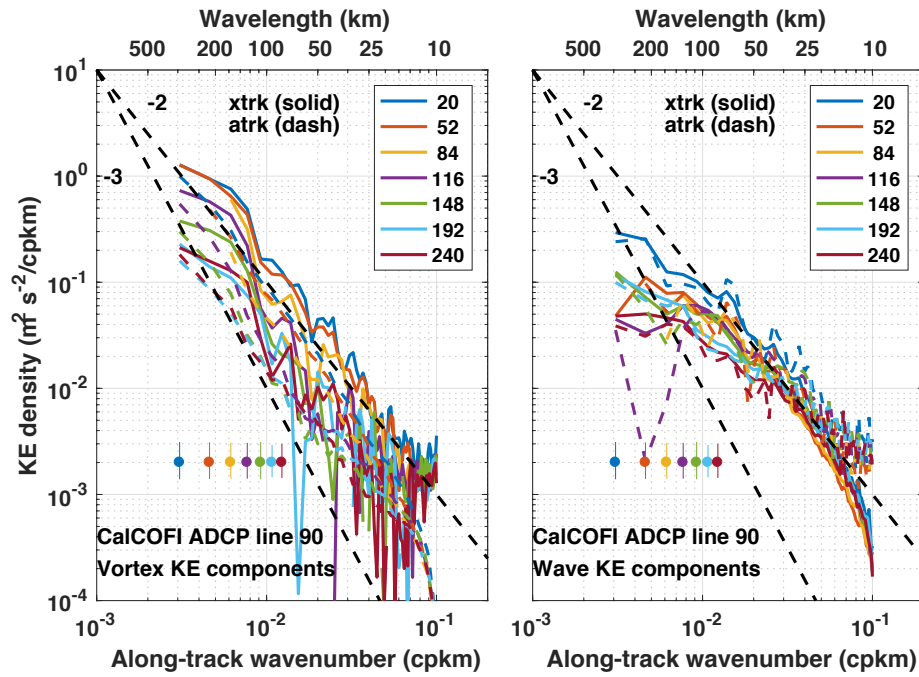 Wavelength (km)
500 200 100 50 25 10
10^1
10^0
10^-1
10^-2
10^-3
10^-4
KE density (m^2 s^-2/cpkm)
-2
-3
xtrk (solid)
atrk (dash)
20
52
84
116
148
192
240
CalCOFI ADCP line 90
Vortex KE components
10^-3 10^-2 10^-1
Along-track wavenumber (cpkm)
Wavelength (km)
500 200 100 50 25 10
-2
-3
xtrk (solid)
atrk (dash)
20
52
84
116
148
192
240
CalCOFI ADCP line 90
Wave KE components
10^-3 10^-2 10^-1
Along-track wavenumber (cpkm)